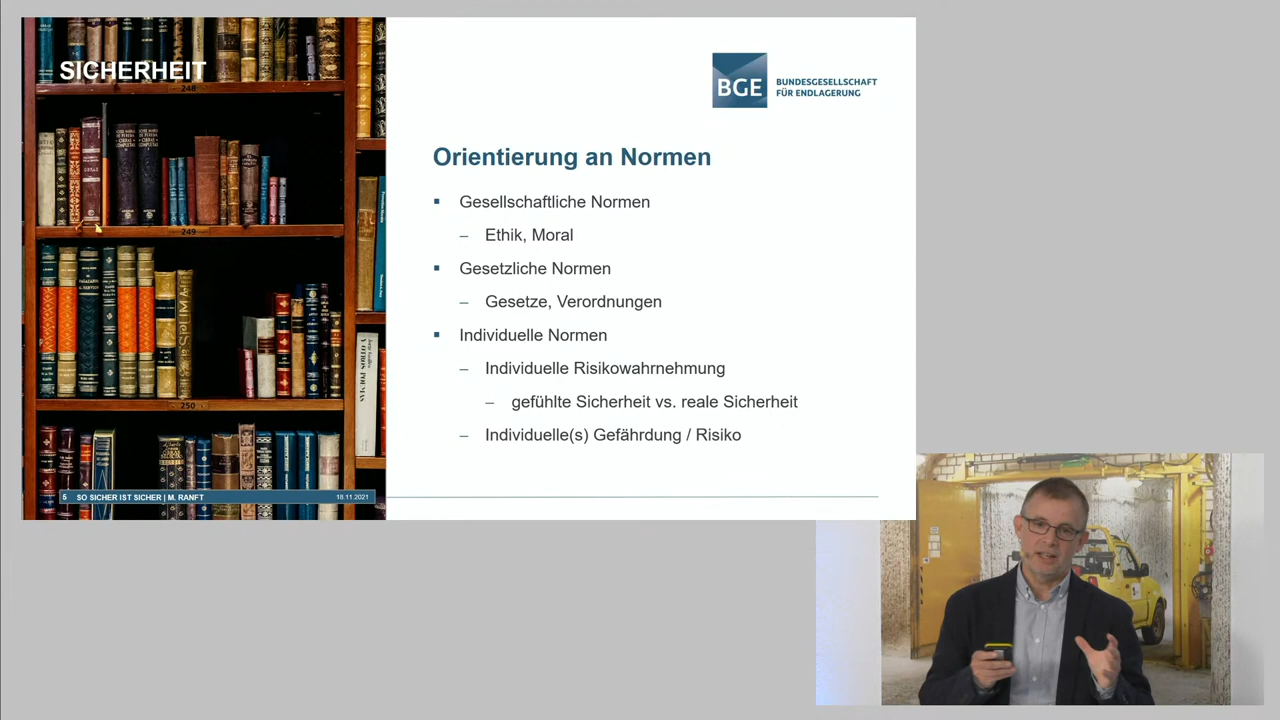 SICHERHEIT
248
249
250
BGE
BUNDESGESELLSCHAFT
FÜR ENDLAGERUNG
Orientierung an Normen
Gesellschaftliche Normen
– Ethik, Moral
Gesetzliche Normen
– Gesetze, Verordnungen
Individuelle Normen
– Individuelle Risikowahrnehmung
– gefühlte Sicherheit vs. reale Sicherheit
– Individuelle(s) Gefährdung / Risiko
5 SO SICHER IST SICHER | M. RANFT 18.11.2021